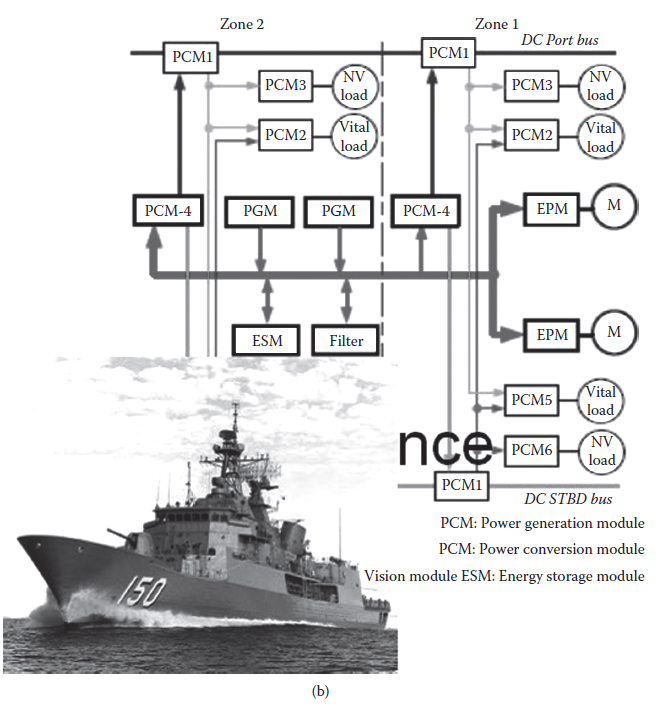 Zone 2
Zone 1
DC Port bus
PCM1
PCM1
PCM3
NV
load
PCM3
NV
load
PCM2
Vital
load
PCM2
Vital
load
PCM-4
PGM
PGM
PCM-4
EPM
M
ESM
Filter
EPM
M
PCM5
Vital
load
nce
PCM6
NV
load
PCM1
DC STBD bus
PCM: Power generation module
PCM: Power conversion module
Vision module ESM: Energy storage module
150
(b)